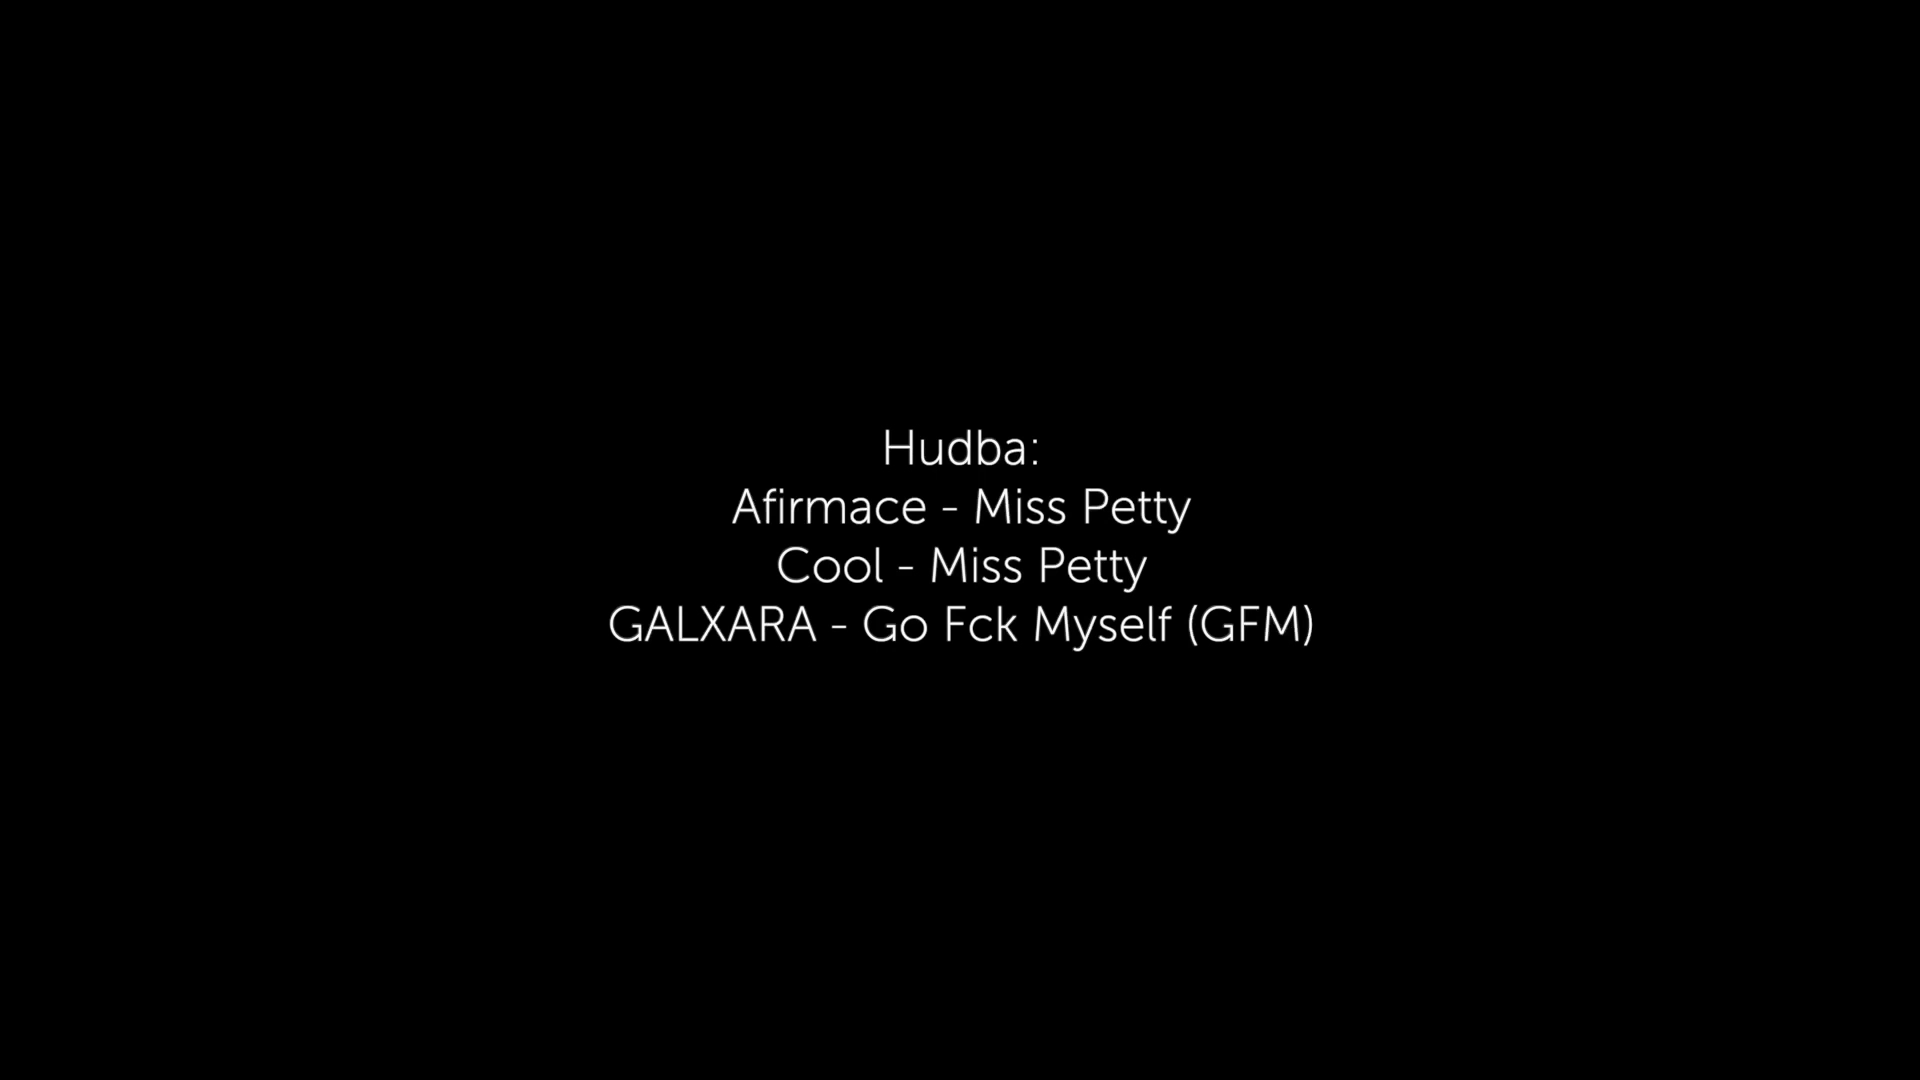 Hudba:
Afirmace - Miss Petty
Cool - Miss Petty
GALXARA - Go Fck Myself (GFM)